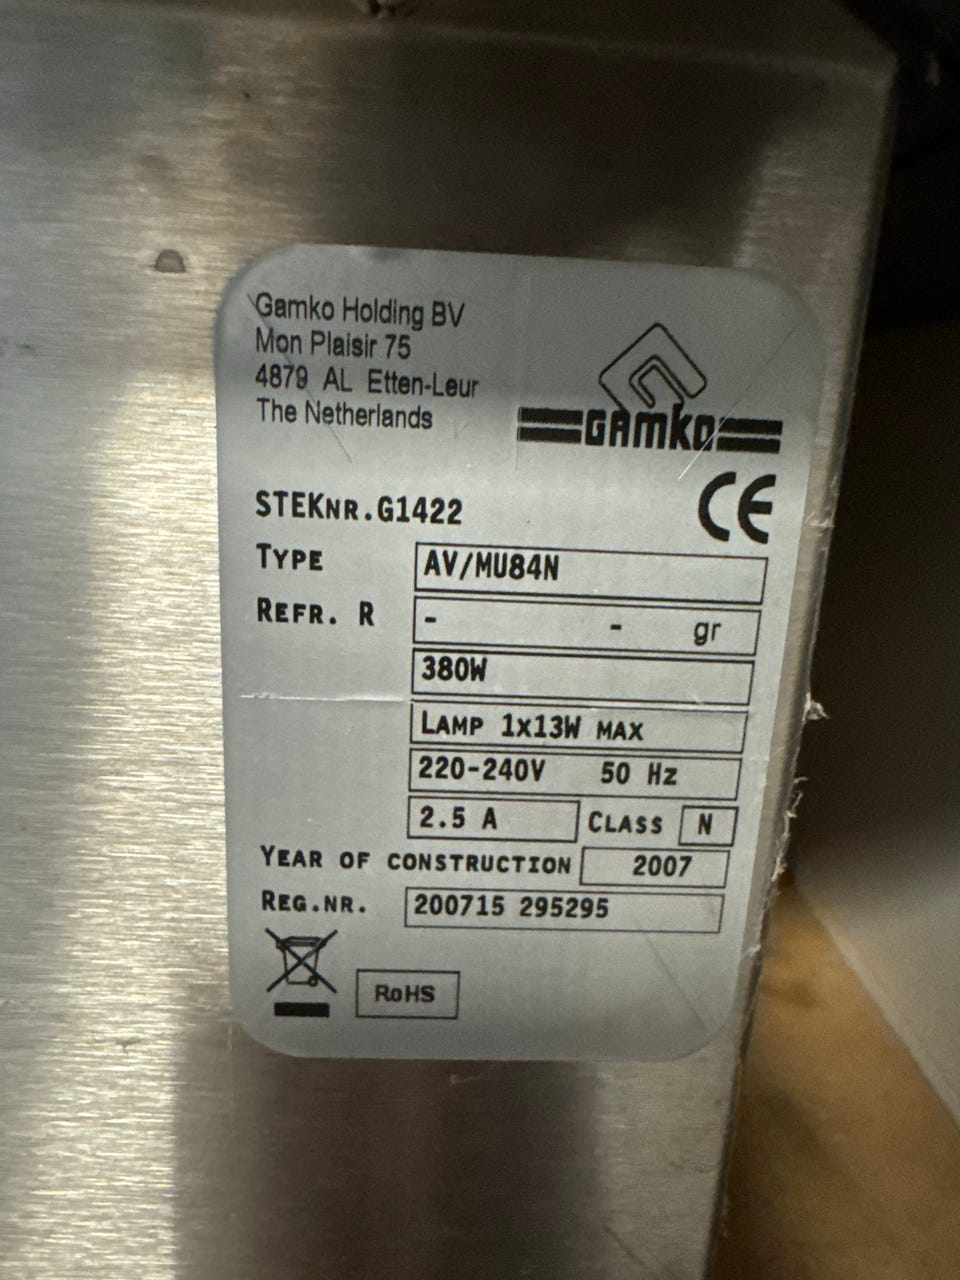 Gamko Holding BV
Mon Plaisir 75
4879 AL Etten-Leur
The Netherlands
GAMKO
CE
STEKNR.G1422
TYPE AV/MU84N
REFR. R - - gr
380W
LAMP 1x13W MAX
220-240V 50 Hz
2.5 A CLASS N
YEAR OF CONSTRUCTION 2007
REG.NR. 200715 295295
RoHS